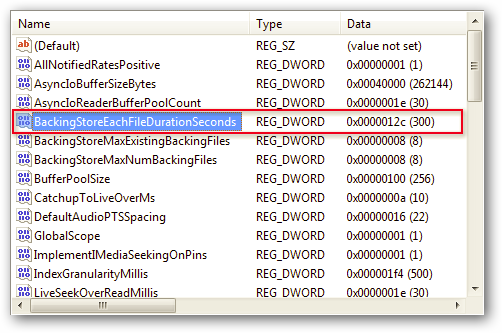 Name Type Data
(Default) REG_SZ (value not set)
AllNotifiedRatesPositive REG_DWORD 0x00000001 (1)
AsyncIoBufferSizeBytes REG_DWORD 0x00040000 (262144)
AsyncIoReaderBufferPoolCount REG_DWORD 0x0000001e (30)
BackingStoreEachFileDurationSeconds REG_DWORD 0x0000012c (300)
BackingStoreMaxExistingBackingFiles REG_DWORD 0x00000008 (8)
BackingStoreMaxNumBackingFiles REG_DWORD 0x00000008 (8)
BufferPoolSize REG_DWORD 0x00000100 (256)
CatchupToLiveOverMs REG_DWORD 0x0000000a (10)
DefaultAudioPTSSpacing REG_DWORD 0x00000016 (22)
GlobalScope REG_DWORD 0x00000001 (1)
ImplementIMediaSeekingOnPins REG_DWORD 0x00000001 (1)
IndexGranularityMillis REG_DWORD 0x000001f4 (500)
LiveSeekOverReadMillis REG_DWORD 0x0000001e (30)